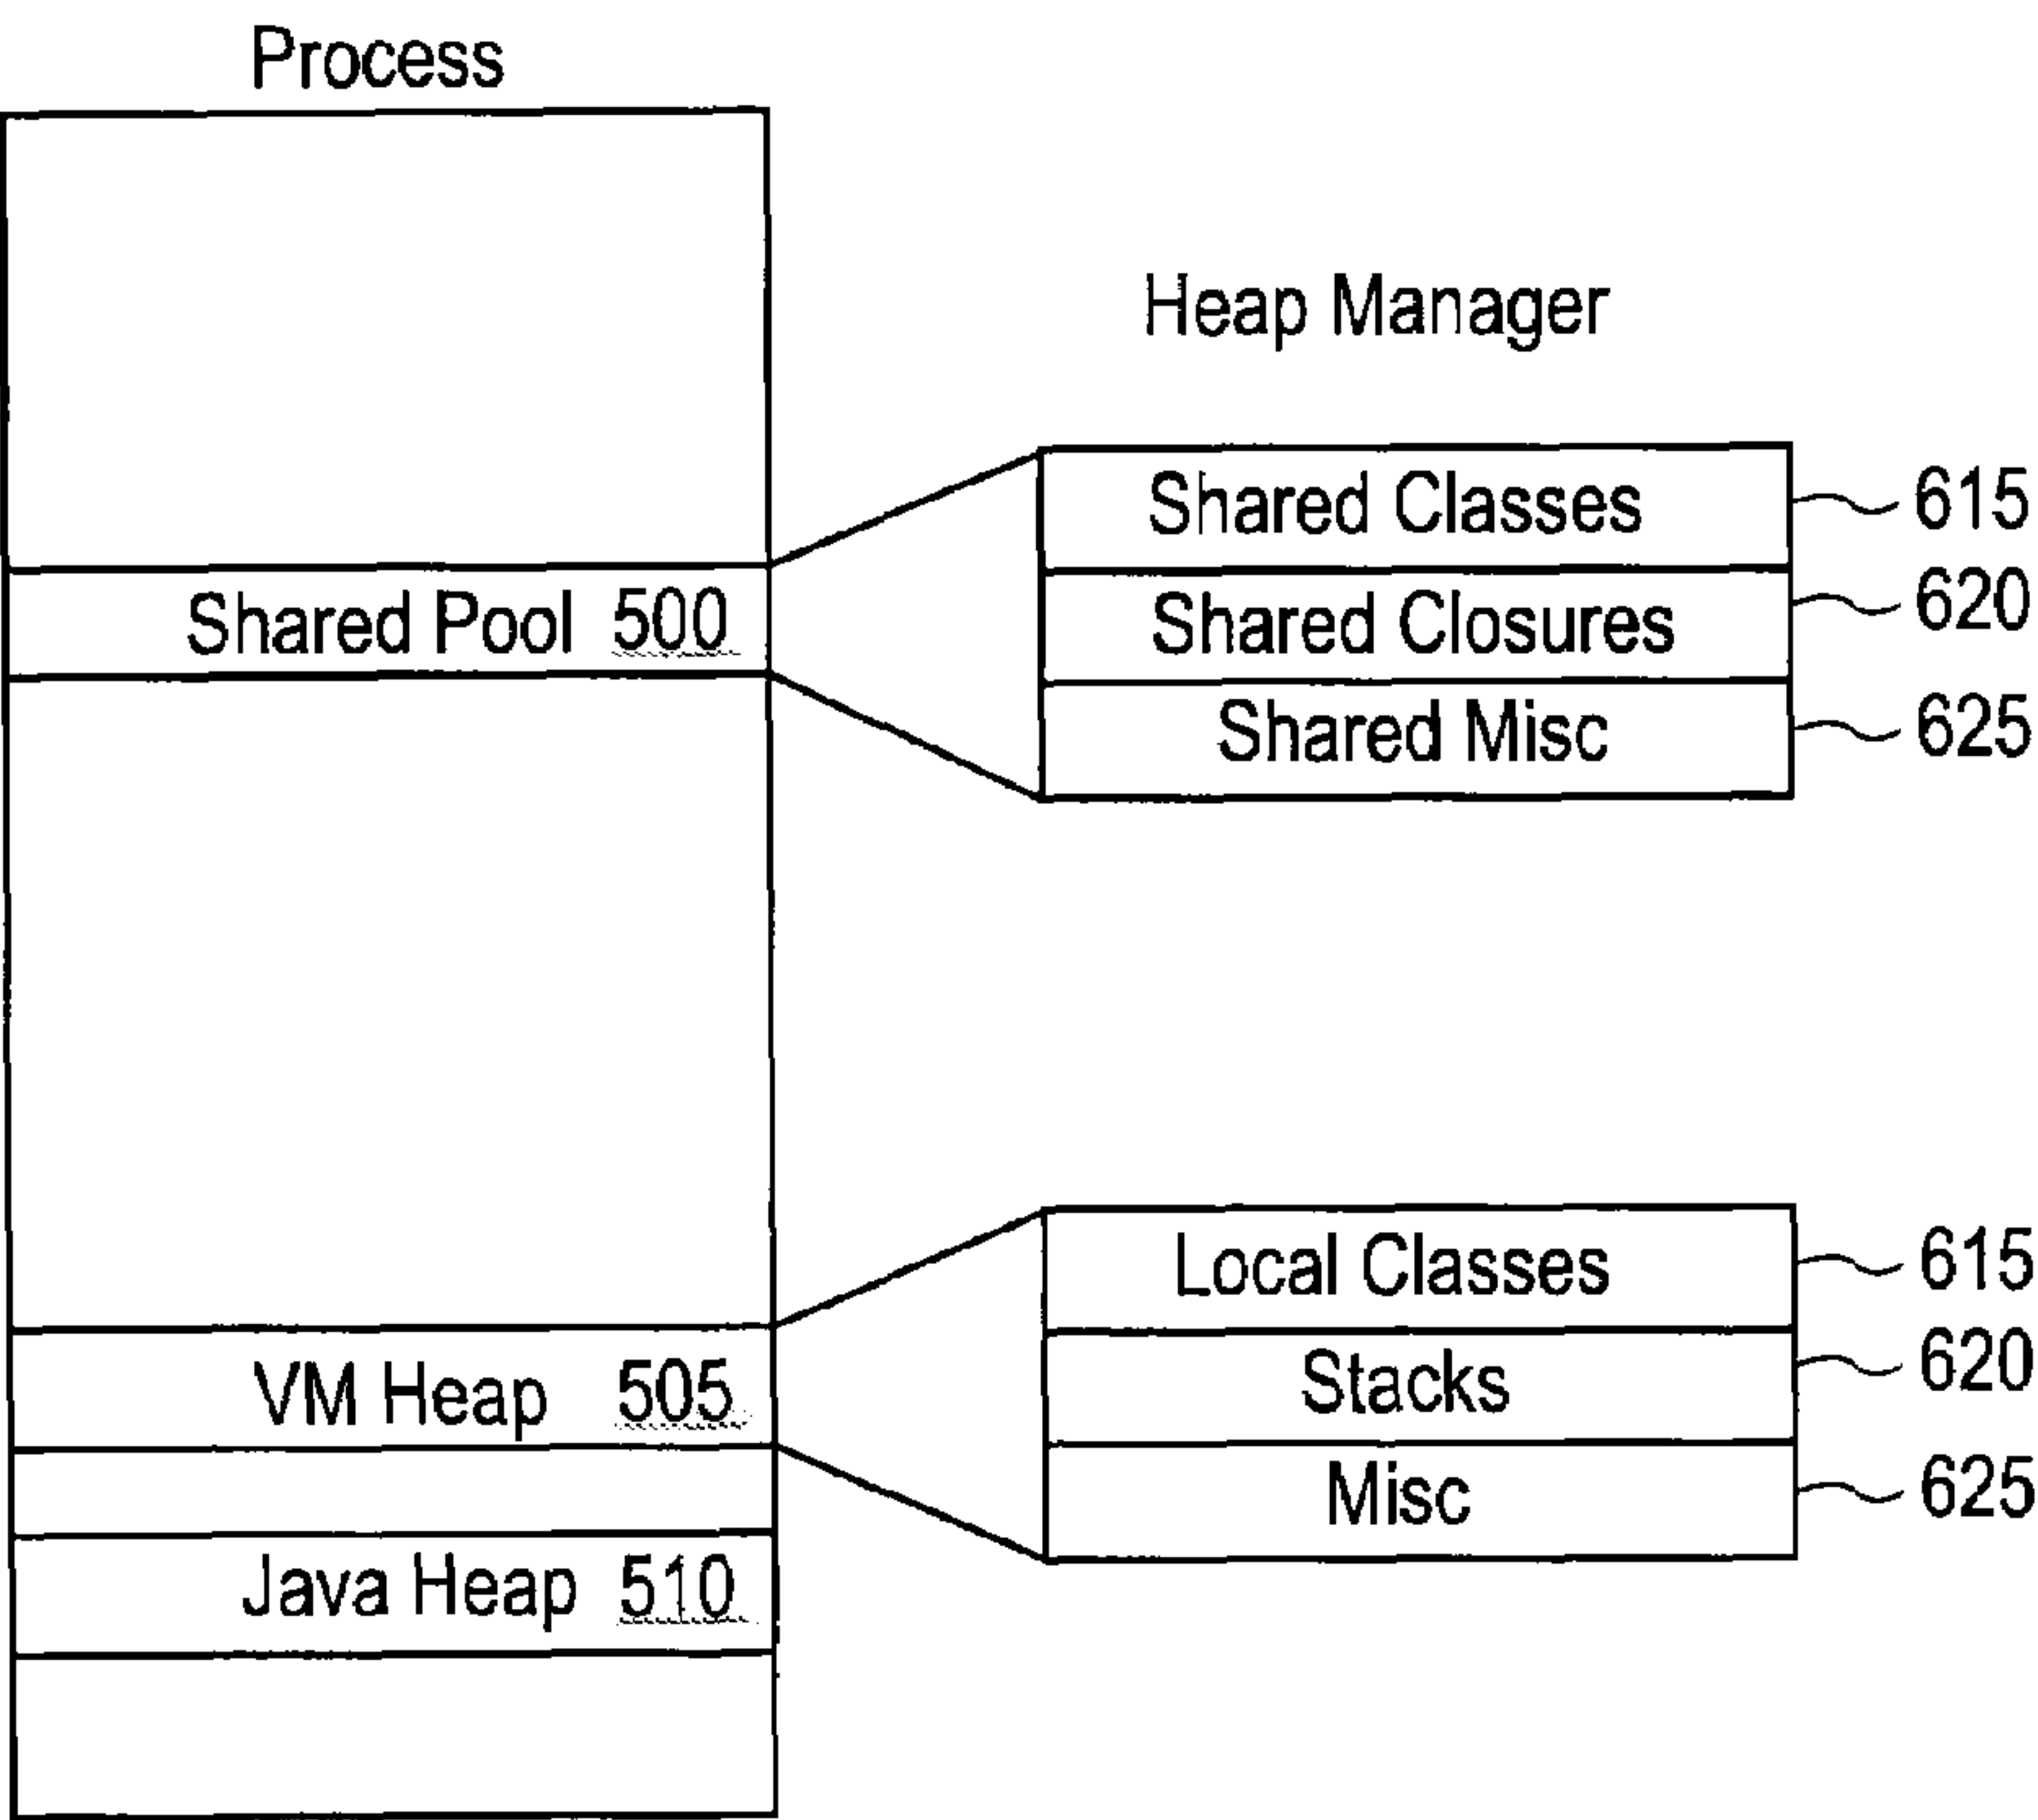 Process
Heap Manager
Shared Classes 615
Shared Pool 500
Shared Closures 620
Shared Misc 625
Local Classes 615
VM Heap 505
Stacks 620
Misc 625
Java Heap 510